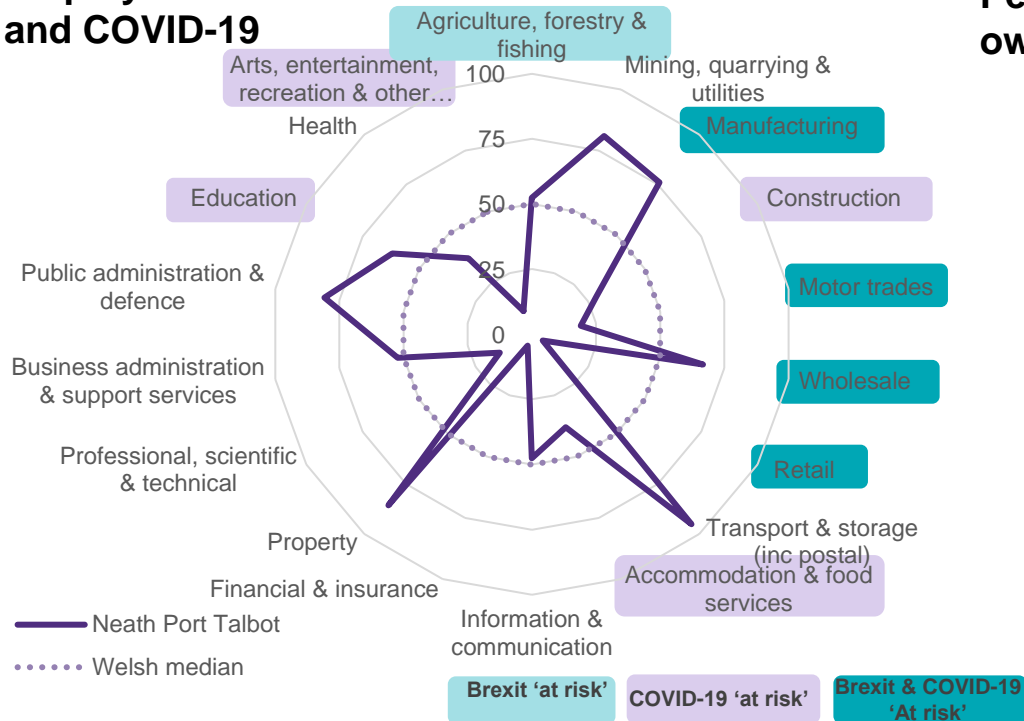 and COVID-19
Agriculture, forestry &
fishing
Mining, quarrying &
utilities
Manufacturing
Construction
Motor trades
Wholesale
Retail
Transport & storage
(inc postal)
Accommodation & food
services
Information &
communication
Financial & insurance
Property
Professional, scientific
& technical
Business administration
& support services
Public administration &
defence
Education
Health
Arts, entertainment,
recreation & other…
100
75
50
25
0
Neath Port Talbot
Welsh median
Brexit ‘at risk’
COVID-19 ‘at risk’
Brexit & COVID-19
‘At risk’